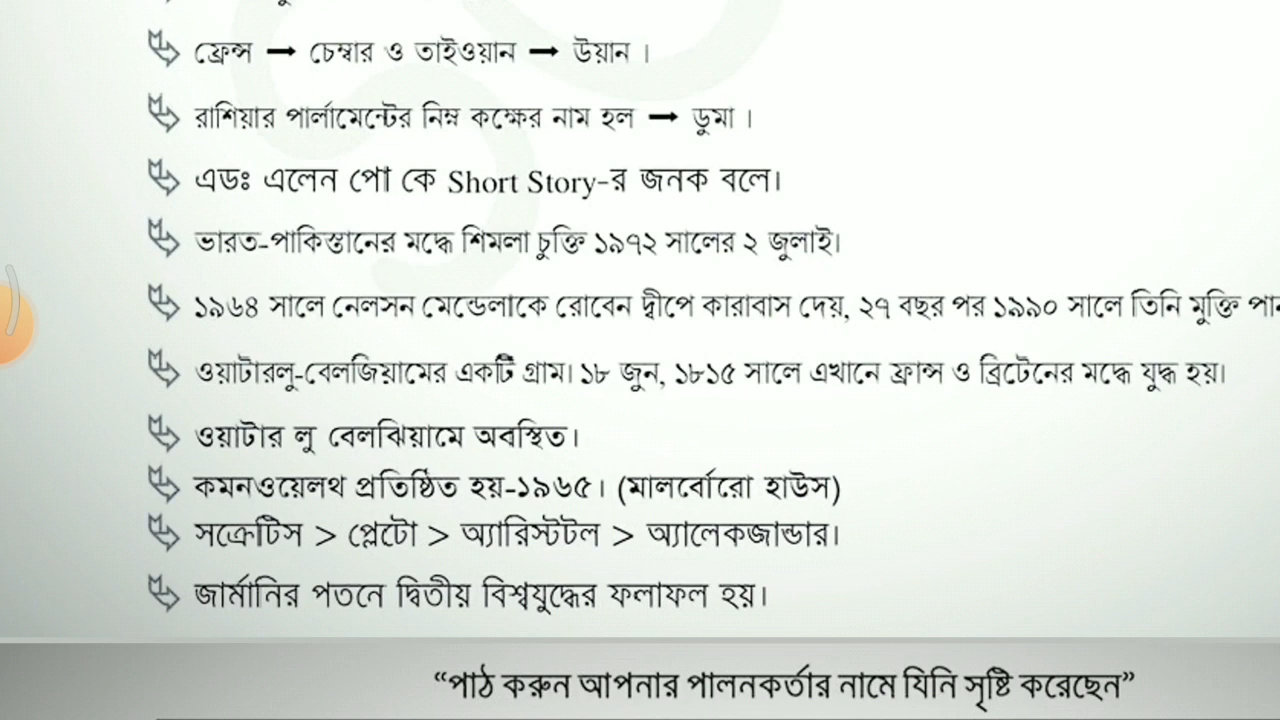 ফ্রেন্স → চেম্বার ও তাইওয়ান → উয়ান ।
রাশিয়ার পার্লামেন্টের নিম্ন কক্ষের নাম হল → ডুমা ।
এডঃ এলেন পো কে Short Story-র জনক বলে।
ভারত-পাকিস্তানের মদ্ধে শিমলা চুক্তি ১৯৭২ সালের ২ জুলাই।
১৯৬৪ সালে নেলসন মেন্ডেলাকে রোবেন দ্বীপে কারাবাস দেয়, ২৭ বছর পর ১৯৯০ সালে তিনি মুক্তি
ওয়াটারলু-বেলজিয়ামের একটি গ্রাম। ১৮ জুন, ১৮১৫ সালে এখানে ফ্রান্স ও ব্রিটেনের মদ্ধে যুদ্ধ হয়।
ওয়াটার লু বেলঝিয়ামে অবস্থিত।
কমনওয়েলথ প্রতিষ্ঠিত হয়-১৯৬৫। (মালর্বোরো হাউস)
সক্রেটিস > প্লেটো > অ্যারিস্টটল > অ্যালেকজান্ডার।
জার্মানির পতনে দ্বিতীয় বিশ্বযুদ্ধের ফলাফল হয়।
“পাঠ করুন আপনার পালনকর্তার নামে যিনি সৃষ্টি করেছেন”